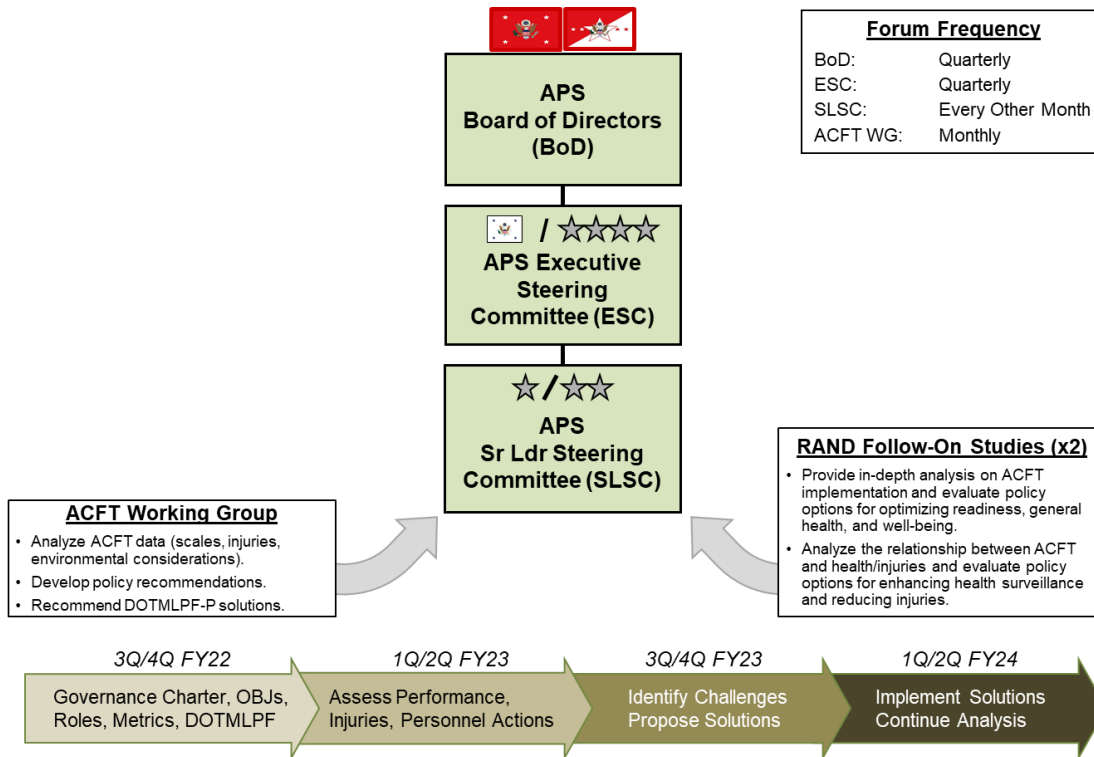 APS
Board of Directors
(BoD)
Forum Frequency
BoD: Quarterly
ESC: Quarterly
SLSC: Every Other Month
ACFT WG: Monthly
/
APS Executive
Steering
Committee (ESC)
/
APS
Sr Ldr Steering
Committee (SLSC)
ACFT Working Group
• Analyze ACFT data (scales, injuries,
environmental considerations).
• Develop policy recommendations.
• Recommend DOTMLPF-P solutions.
RAND Follow-On Studies (x2)
• Provide in-depth analysis on ACFT
implementation and evaluate policy
options for optimizing readiness, general
health, and well-being.
• Analyze the relationship between ACFT
and health/injuries and evaluate policy
options for enhancing health surveillance
and reducing injuries.
3Q/4Q FY22
Governance Charter, OBJs,
Roles, Metrics, DOTMLPF
1Q/2Q FY23
Assess Performance,
Injuries, Personnel Actions
3Q/4Q FY23
Identify Challenges
Propose Solutions
1Q/2Q FY24
Implement Solutions
Continue Analysis